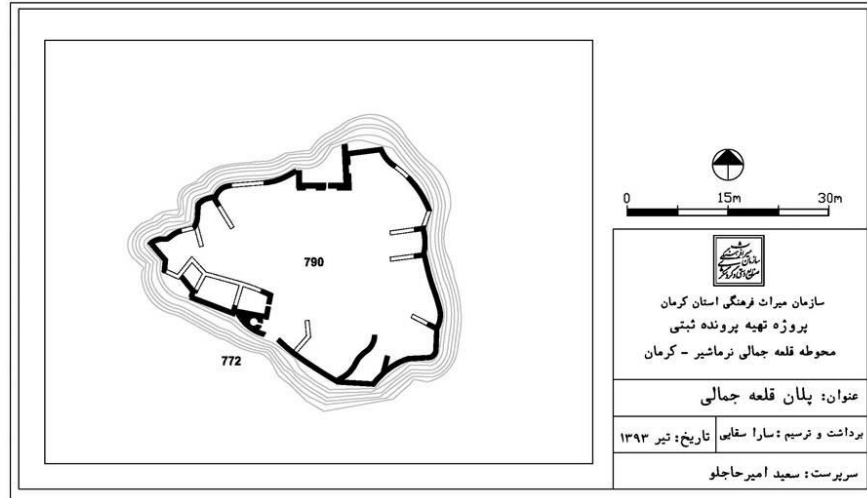 790
772
0 15m 30m
سازمان میراث فرهنگی استان کرمان
پروژه تهیه پرونده ثبتی
محوطه قلعه جمالی نرماشیر - کرمان
عنوان: پلان قلعه جمالی
برداشت و ترسیم: سارا سقایی تاریخ: تیر ۱۳۹۳
سرپرست: سعید امیرحاجلو